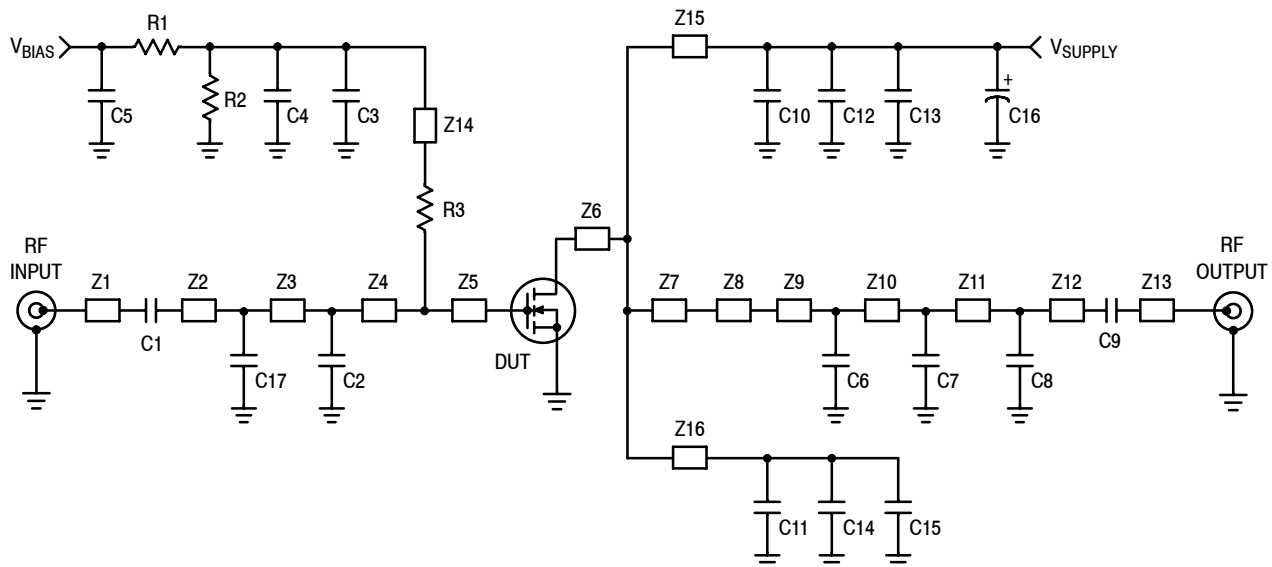 R1
Z15
V_BIAS
V_SUPPLY
C5
R2
C4
C3
Z14
C10
C12
C13
+
C16
R3
Z6
RF
INPUT
RF
OUTPUT
Z1
Z2
Z3
Z4
Z5
Z7
Z8
Z9
Z10
Z11
Z12
Z13
C1
DUT
C9
C17
C2
C6
C7
C8
Z16
C11
C14
C15